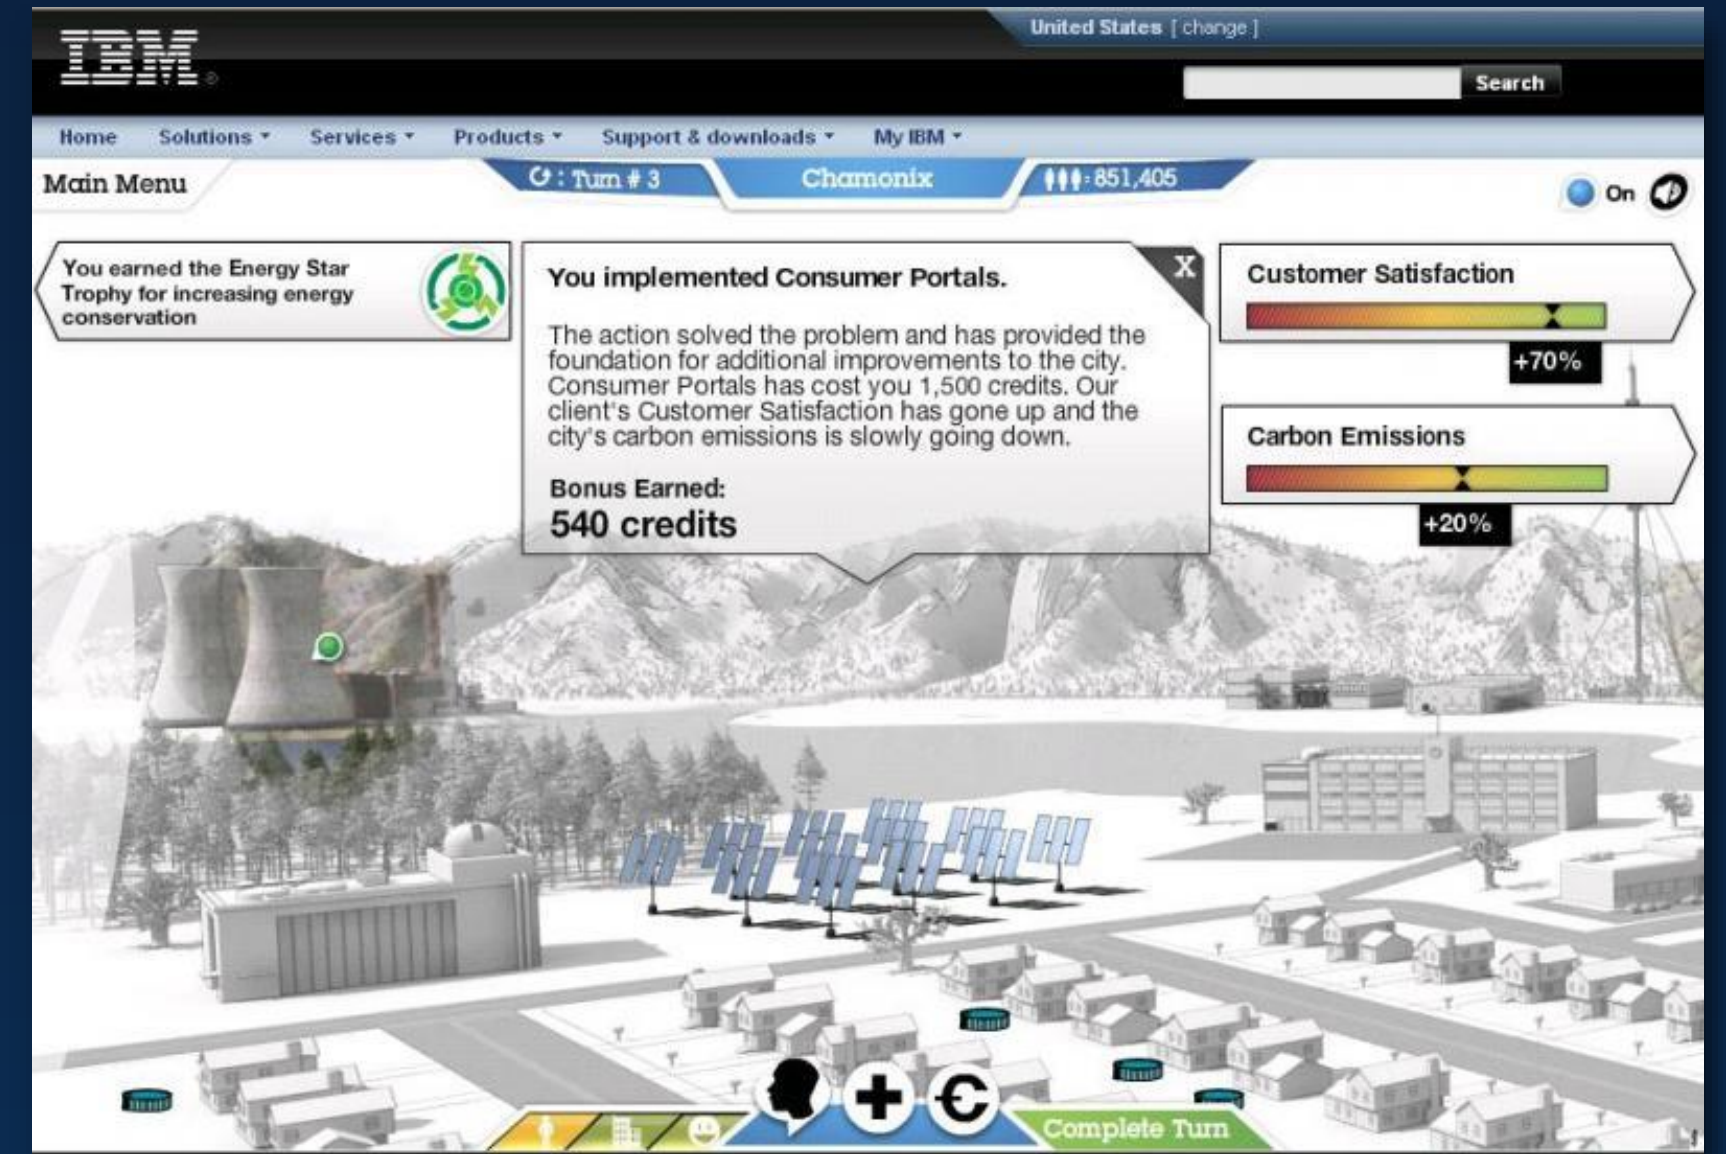 United States [ change ]
IBM®
Search
Home Solutions Services Products Support & downloads My IBM
Main Menu
: Turn # 3
Chamonix
: 851,405
On
You earned the Energy Star
Trophy for increasing energy
conservation
You implemented Consumer Portals.
X
The action solved the problem and has provided the
foundation for additional improvements to the city.
Consumer Portals has cost you 1,500 credits. Our
client's Customer Satisfaction has gone up and the
city's carbon emissions is slowly going down.
Bonus Earned:
540 credits
Customer Satisfaction
+70%
Carbon Emissions
+20%
€
Complete Turn